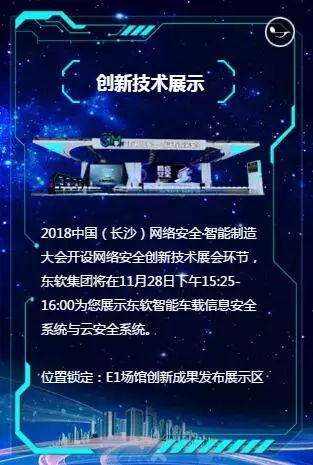 创新技术展示
2018中国（长沙）网络安全·智能制造
大会开设网络安全创新技术展会环节，
东软集团将在11月28日下午15:25-
16:00为您展示东软智能车载信息安全
系统与云安全系统。
位置锁定：E1场馆创新成果发布展示区